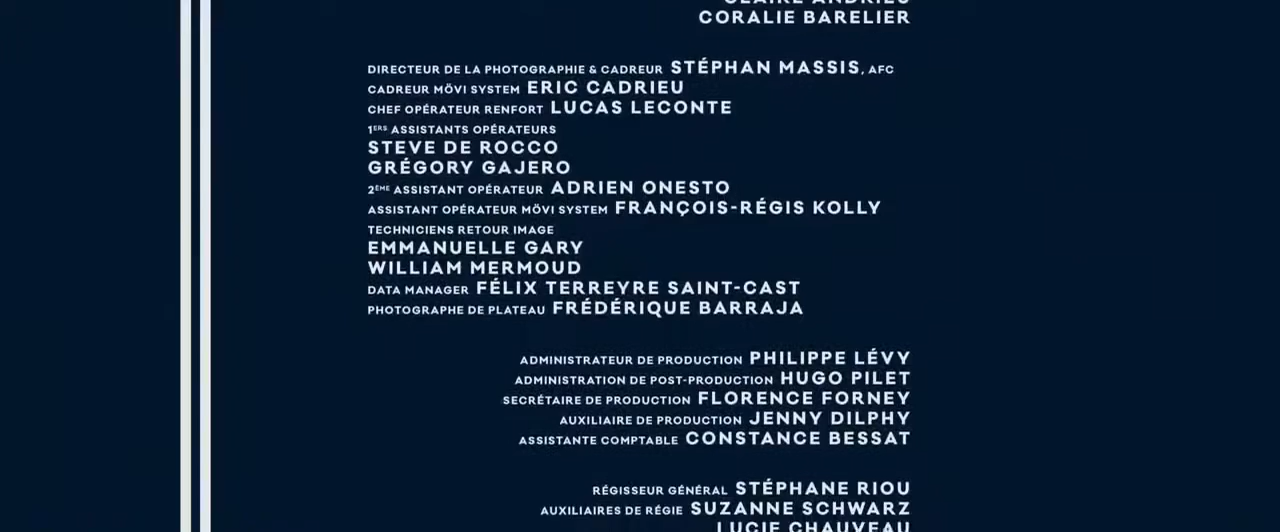 CLAIRE ANDRIEU
CORALIE BARELIER
DIRECTEUR DE LA PHOTOGRAPHIE & CADREUR STÉPHAN MASSIS, AFC
CADREUR MÖVI SYSTEM ERIC CADRIEU
CHEF OPÉRATEUR RENFORT LUCAS LECONTE
1ERS ASSISTANTS OPÉRATEURS
STEVE DE ROCCO
GRÉGORY GAJERO
2ÈME ASSISTANT OPÉRATEUR ADRIEN ONESTO
ASSISTANT OPÉRATEUR MÖVI SYSTEM FRANÇOIS-RÉGIS KOLLY
TECHNICIENS RETOUR IMAGE
EMMANUELLE GARY
WILLIAM MERMOUD
DATA MANAGER FÉLIX TERREYRE SAINT-CAST
PHOTOGRAPHE DE PLATEAU FRÉDÉRIQUE BARRAJA
ADMINISTRATEUR DE PRODUCTION PHILIPPE LÉVY
ADMINISTRATION DE POST-PRODUCTION HUGO PILET
SECRÉTAIRE DE PRODUCTION FLORENCE FORNEY
AUXILIAIRE DE PRODUCTION JENNY DILPHY
ASSISTANTE COMPTABLE CONSTANCE BESSAT
RÉGISSEUR GÉNÉRAL STÉPHANE RIOU
AUXILIAIRES DE RÉGIE SUZANNE SCHWARZ
LUCIE CHAUVEAU